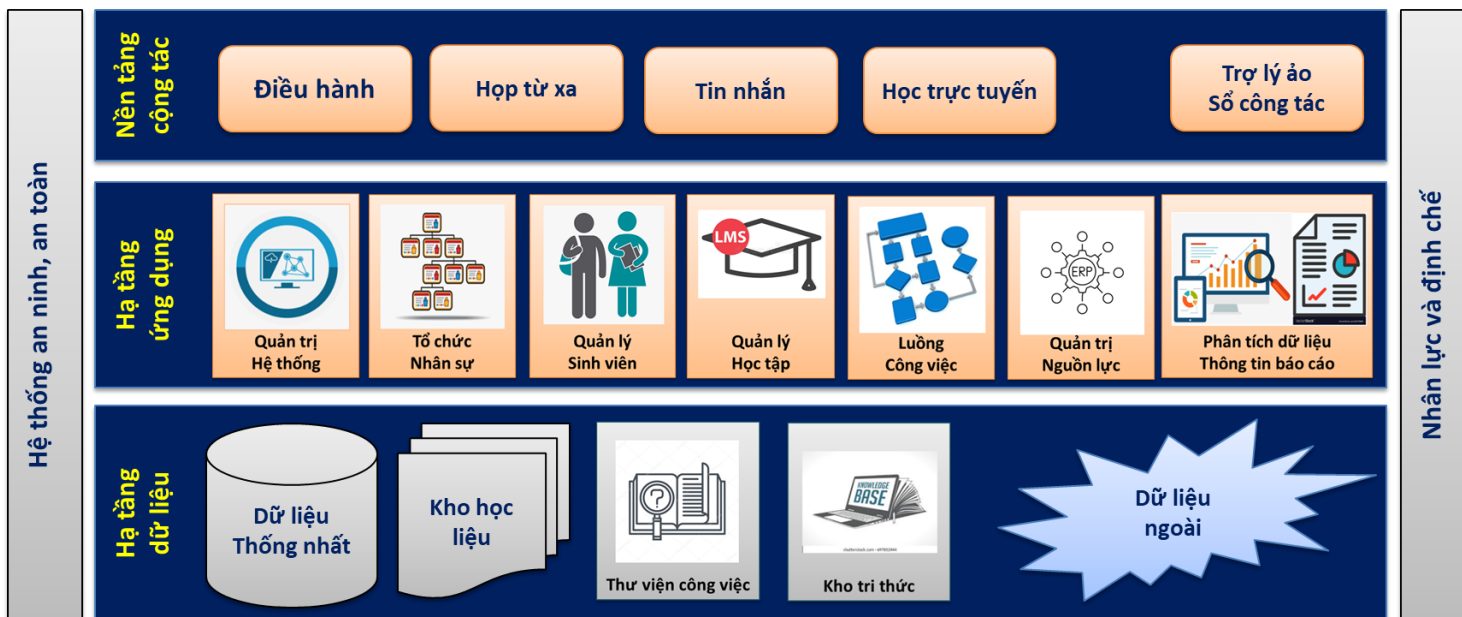 Hệ thống an ninh, an toàn
Nền tảng
cộng tác
Điều hành
Họp từ xa
Tin nhắn
Học trực tuyến
Trợ lý ảo
Sổ công tác
Hạ tầng
ứng dụng
LMS
ERP
Quản trị
Hệ thống
Tổ chức
Nhân sự
Quản lý
Sinh viên
Quản lý
Học tập
Luồng
Công việc
Quản trị
Nguồn lực
Phân tích dữ liệu
Thông tin báo cáo
Hạ tầng
dữ liệu
Dữ liệu
Thống nhất
Kho học
liệu
?
Thư viện công việc
KNOWLEDGE
BASE
Kho tri thức
Dữ liệu
ngoài
Nhân lực và định chế